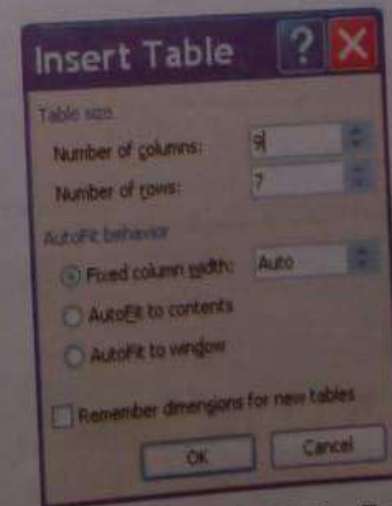 Insert Table ? X
Table size
Number of columns: 9
Number of rows: 7
AutoFit behavior
Fixed column width: Auto
AutoFit to contents
AutoFit to window
Remember dimensions for new tables
OK Cancel